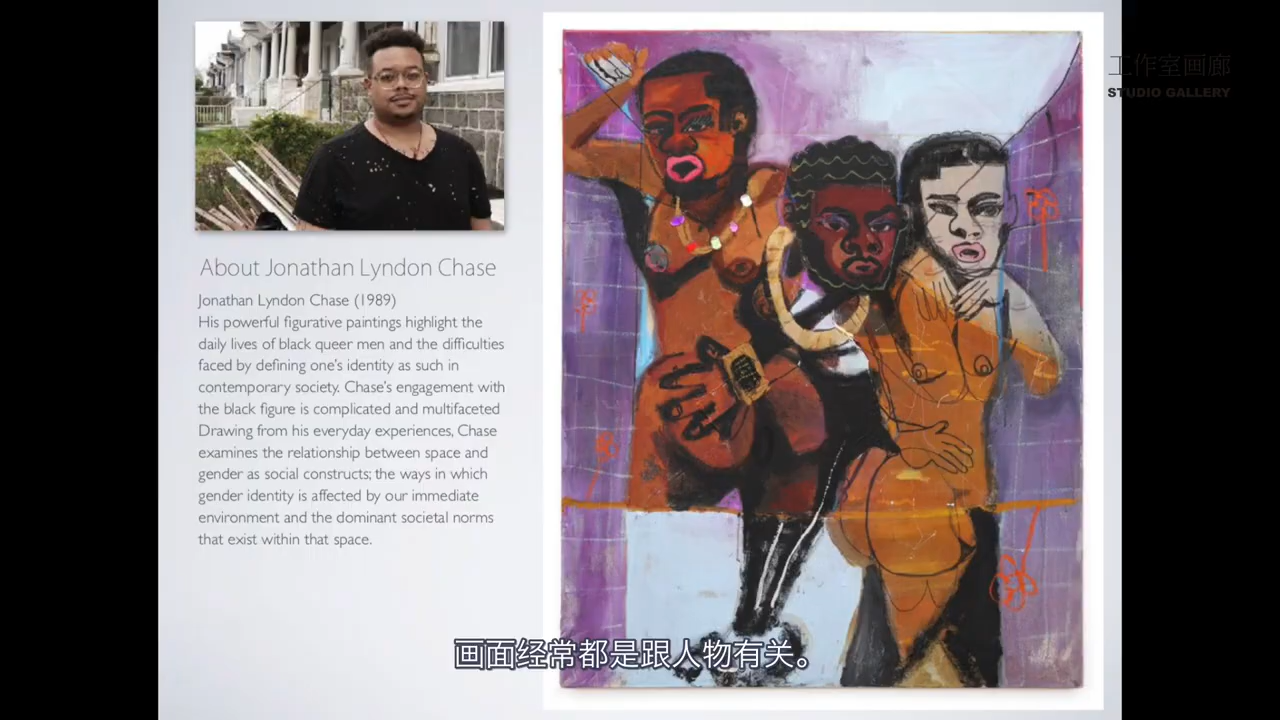 工作室画廊
STUDIO GALLERY
About Jonathan Lyndon Chase
Jonathan Lyndon Chase (1989)
His powerful figurative paintings highlight the
daily lives of black queer men and the difficulties
faced by defining one's identity as such in
contemporary society. Chase's engagement with
the black figure is complicated and multifaceted
Drawing from his everyday experiences, Chase
examines the relationship between space and
gender as social constructs; the ways in which
gender identity is affected by our immediate
environment and the dominant societal norms
that exist within that space.
画面经常都是跟人物有关。